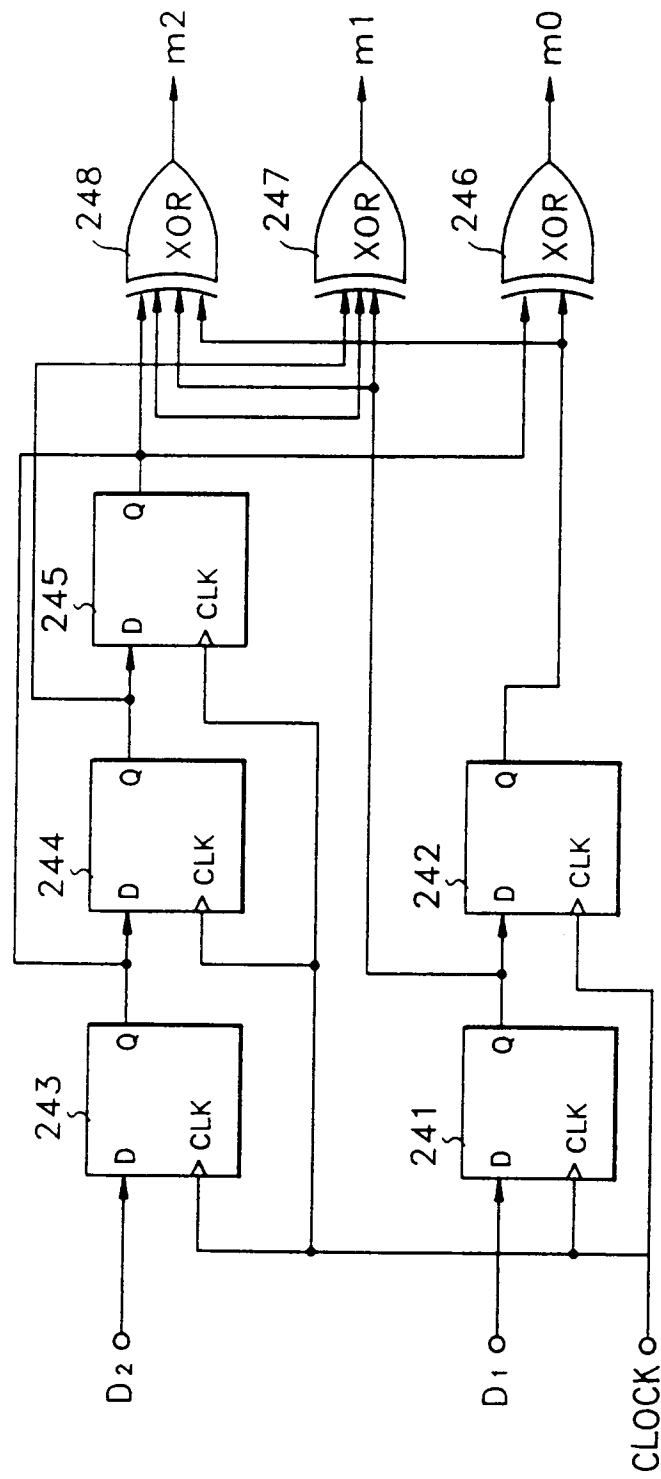 248
XOR
m2
247
XOR
m1
246
XOR
m0
245
D
Q
CLK
244
D
Q
CLK
243
D
Q
CLK
242
D
Q
CLK
241
D
Q
CLK
D2
D1
CLOCK